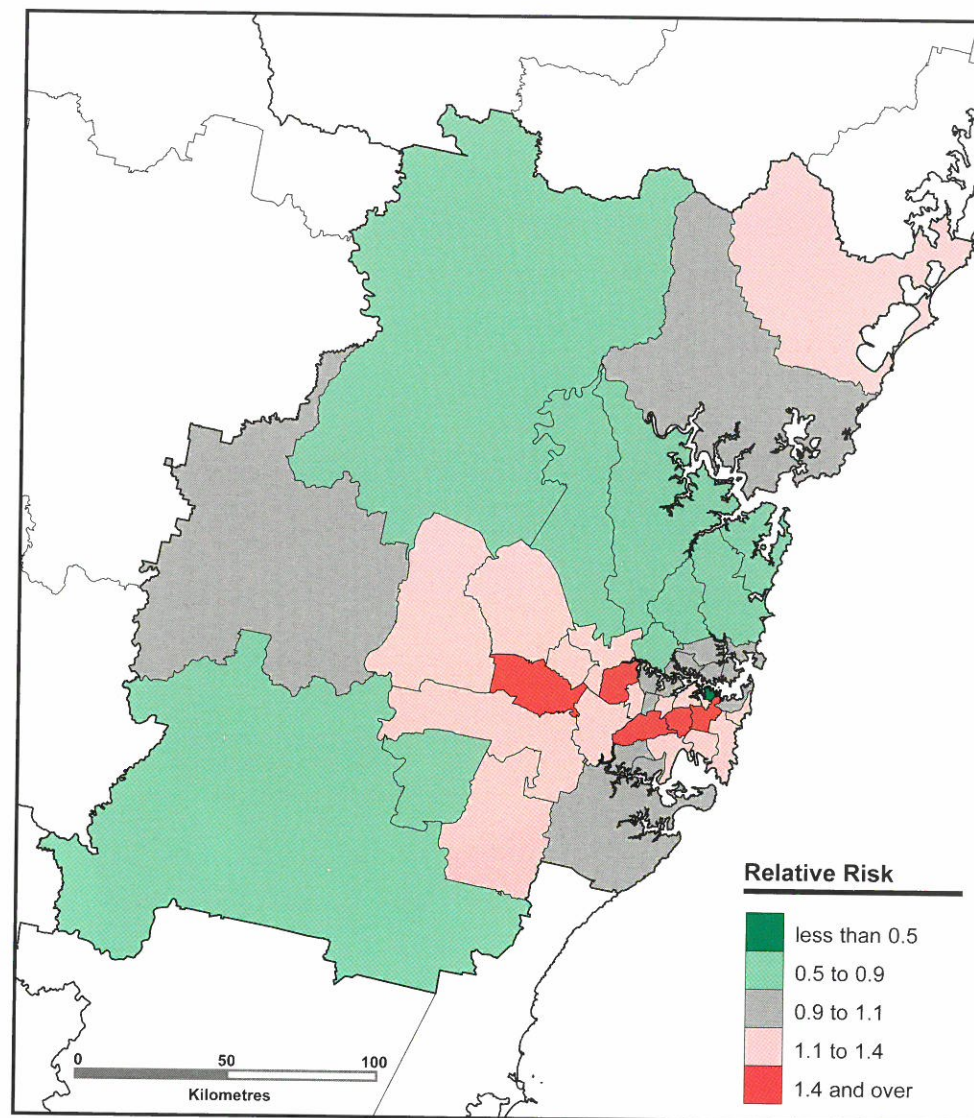 Relative Risk
less than 0.5
0.5 to 0.9
0.9 to 1.1
1.1 to 1.4
1.4 and over
0 50 100
Kilometres